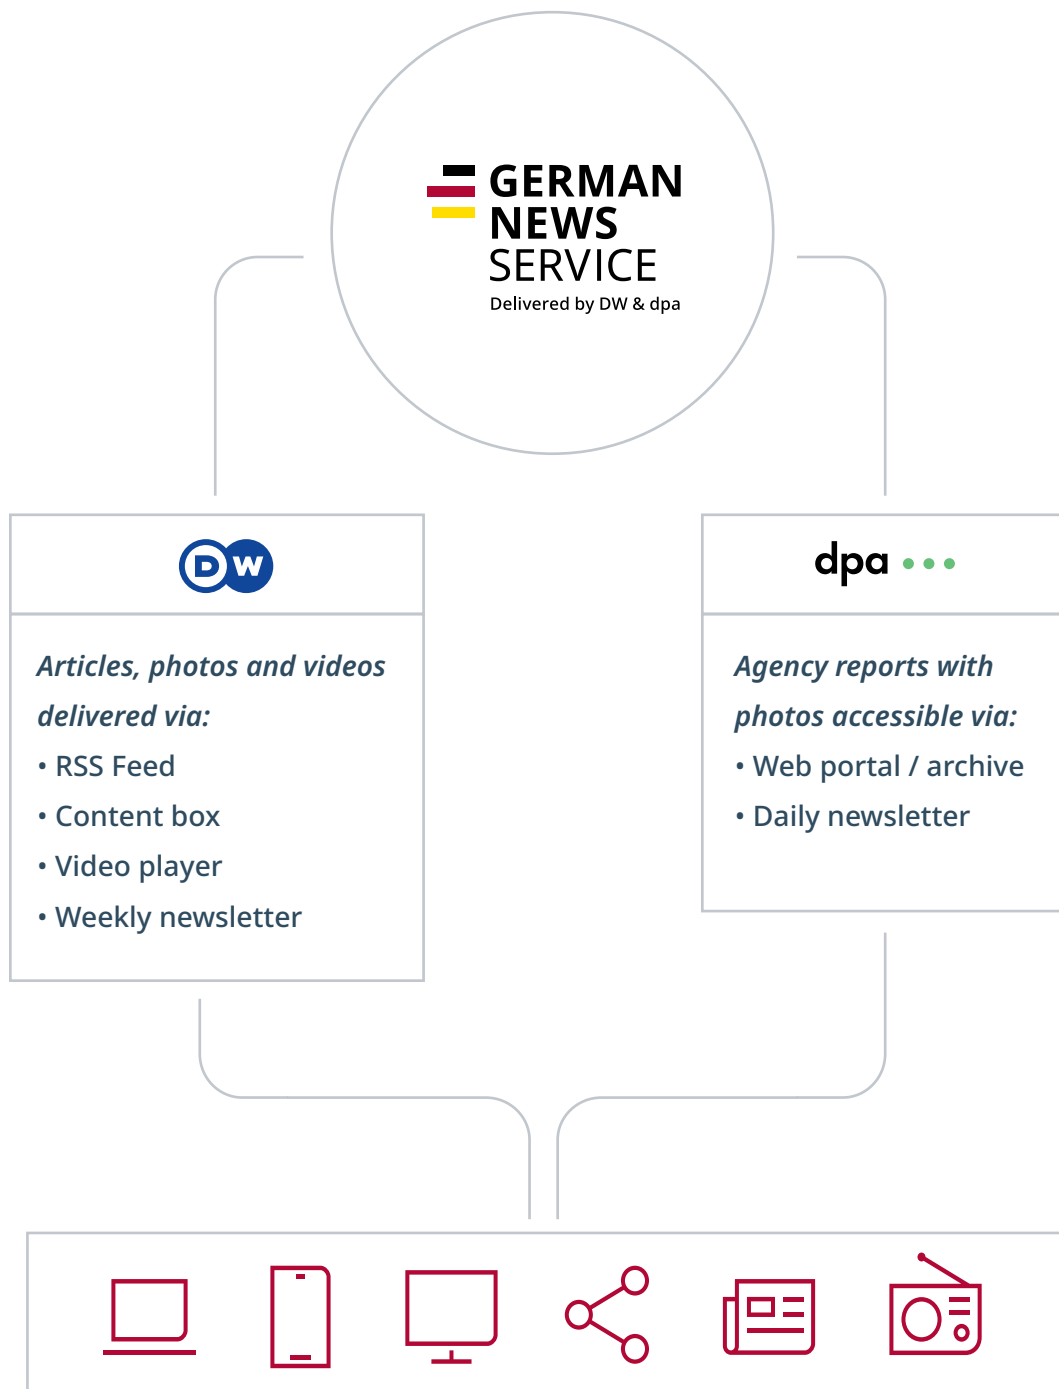 GERMAN
NEWS
SERVICE
Delivered by DW & dpa
DW
Articles, photos and videos
delivered via:
• RSS Feed
• Content box
• Video player
• Weekly newsletter
dpa
Agency reports with
photos accessible via:
• Web portal / archive
• Daily newsletter